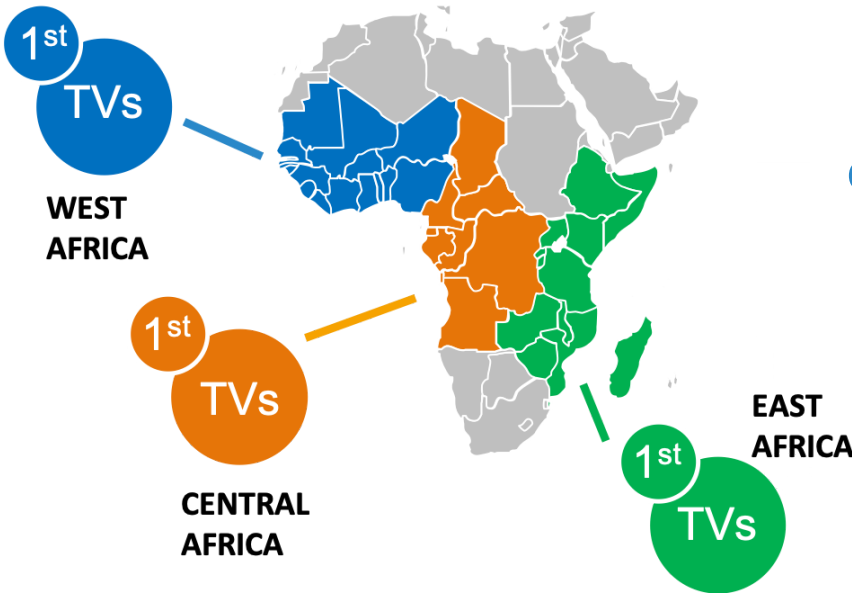 1st
TVs
WEST
AFRICA
1st
TVs
CENTRAL
AFRICA
EAST
AFRICA
1st
TVs